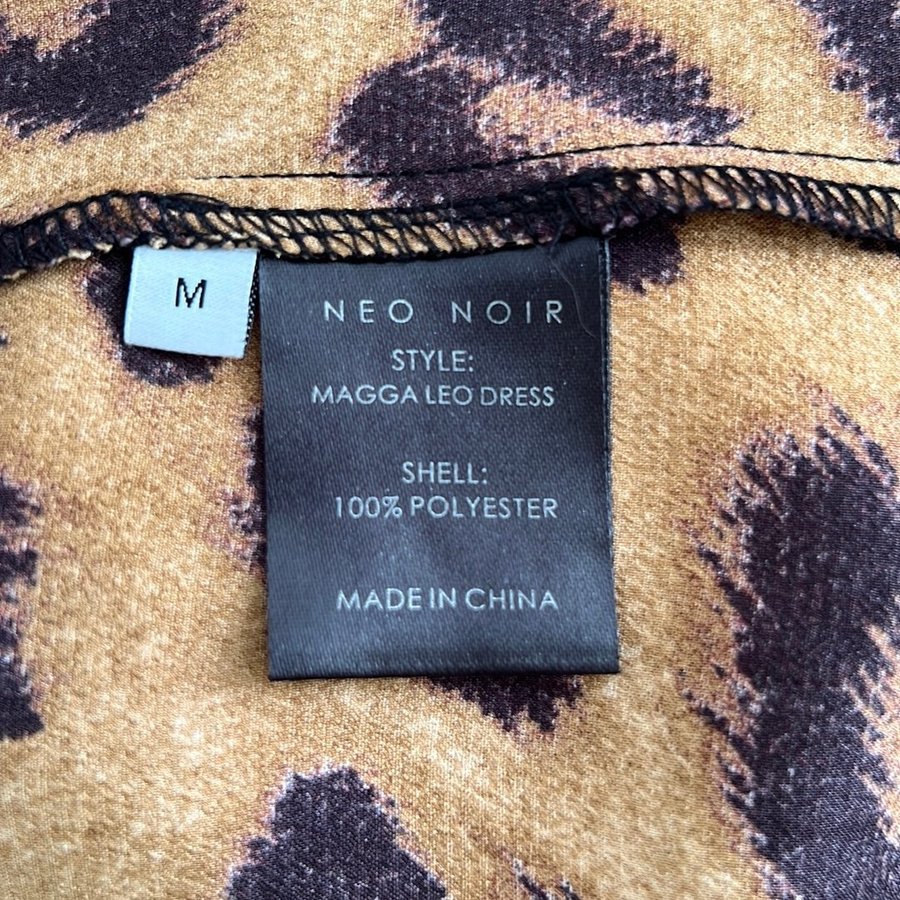 M
NEO NOIR
STYLE:
MAGGA LEO DRESS
SHELL:
100% POLYESTER
MADE IN CHINA